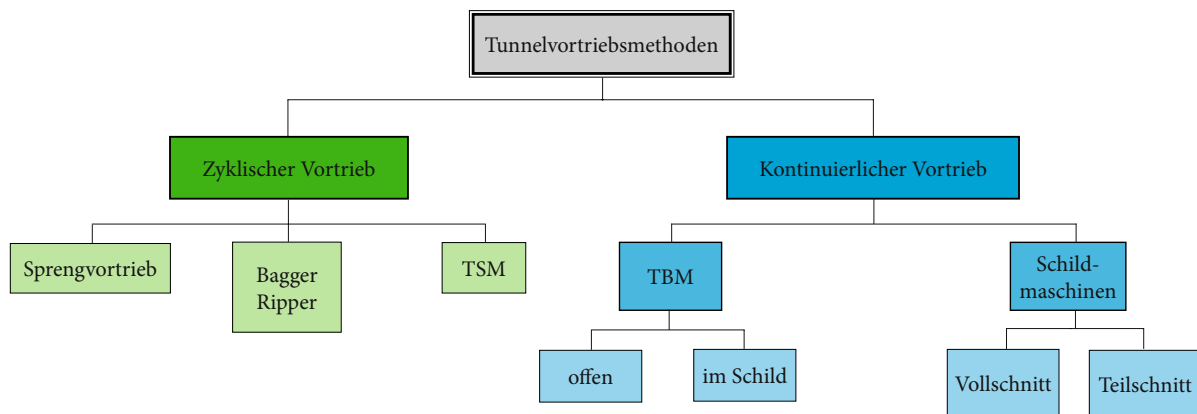 Tunnelvortriebsmethoden
Zyklischer Vortrieb
Kontinuierlicher Vortrieb
Sprengvortrieb
Bagger
Ripper
TSM
TBM
Schild-
maschinen
offen
im Schild
Vollschnitt
Teilschnitt